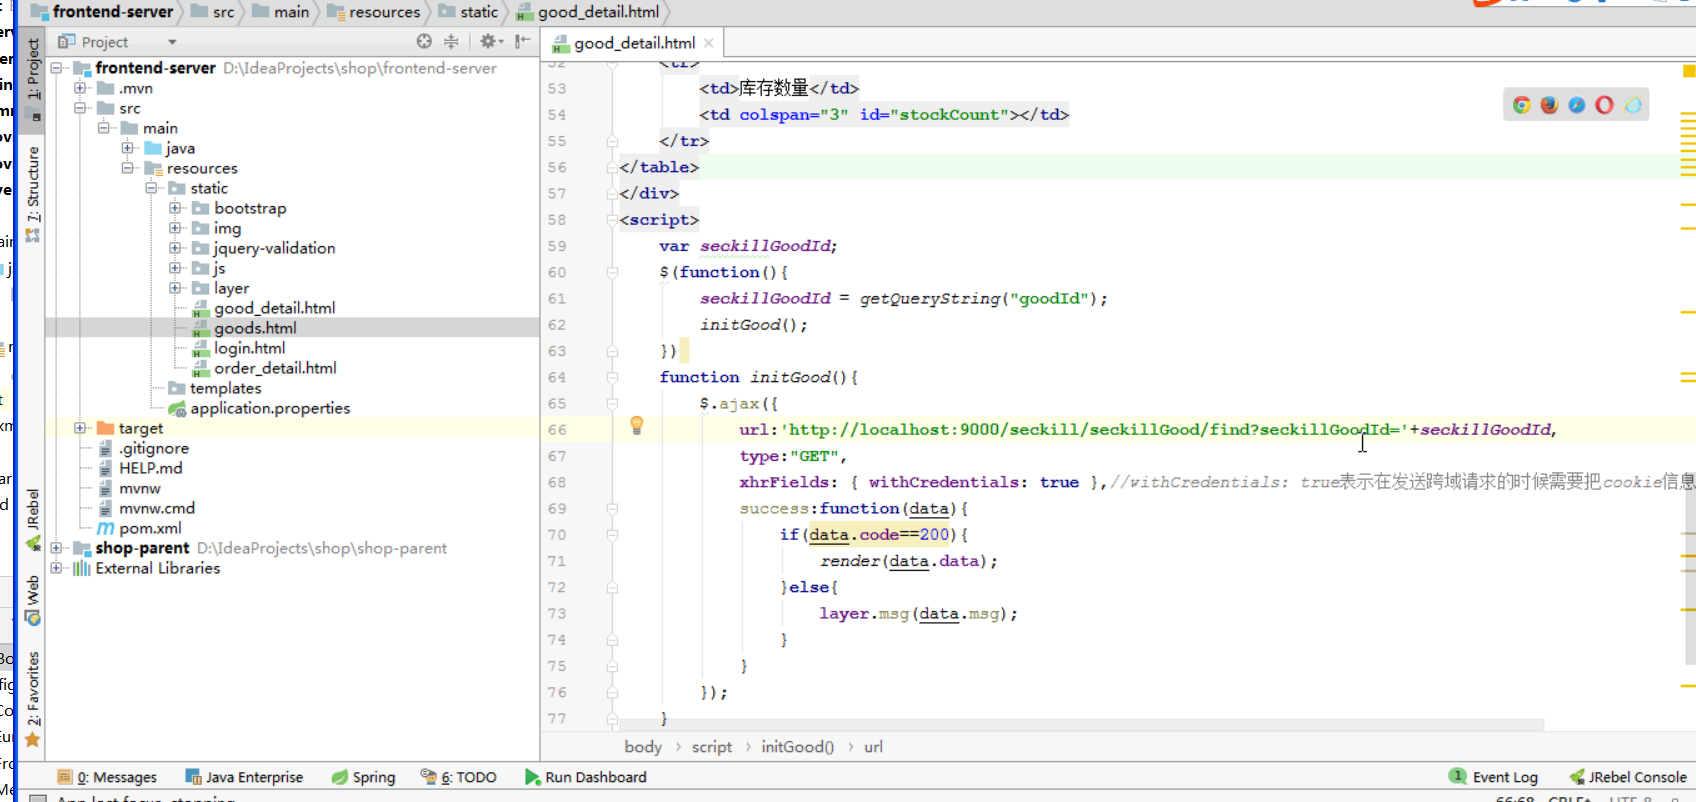 frontend-server src main resources static good_detail.html
Project
good_detail.html
1: Project
7: Structure
JRebel
Web
2: Favorites
frontend-server D:\IdeaProjects\shop\frontend-server
.mvn
src
main
java
resources
static
bootstrap
img
jquery-validation
js
layer
good_detail.html
goods.html
login.html
order_detail.html
templates
application.properties
target
.gitignore
HELP.md
mvnw
mvnw.cmd
pom.xml
shop-parent D:\IdeaProjects\shop\shop-parent
External Libraries
52 <tr>
53 <td>库存数量</td>
54 <td colspan="3" id="stockCount"></td>
55 </tr>
56 </table>
57 </div>
58 <script>
59 var seckillGoodId;
60 $(function(){
61 seckillGoodId = getQueryString("goodId");
62 initGood();
63 })
64 function initGood(){
65 $.ajax({
66 url:'http://localhost:9000/seckill/seckillGood/find?seckillGoodId='+seckillGoodId,
67 type:"GET",
68 xhrFields: { withCredentials: true },//withCredentials: true表示在发送跨域请求的时候需要把cookie信息
69 success:function(data){
70 if(data.code==200){
71 render(data.data);
72 }else{
73 layer.msg(data.msg);
74 }
75 }
76 });
77 }
body › script › initGood() › url
0: Messages Java Enterprise Spring 6: TODO Run Dashboard 1 Event Log JRebel Console